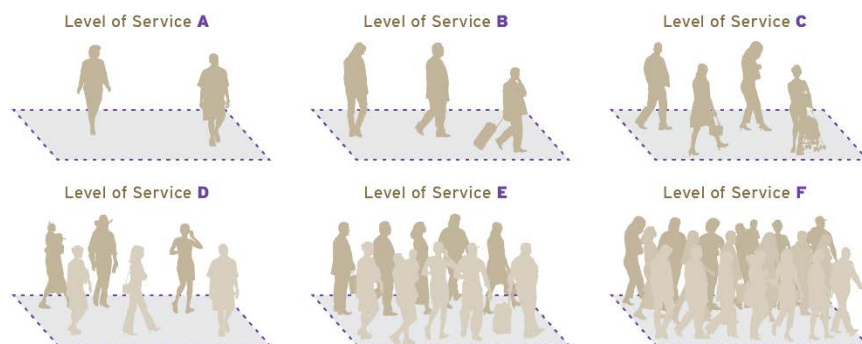 Level of Service A
Level of Service B
Level of Service C
Level of Service D
Level of Service E
Level of Service F